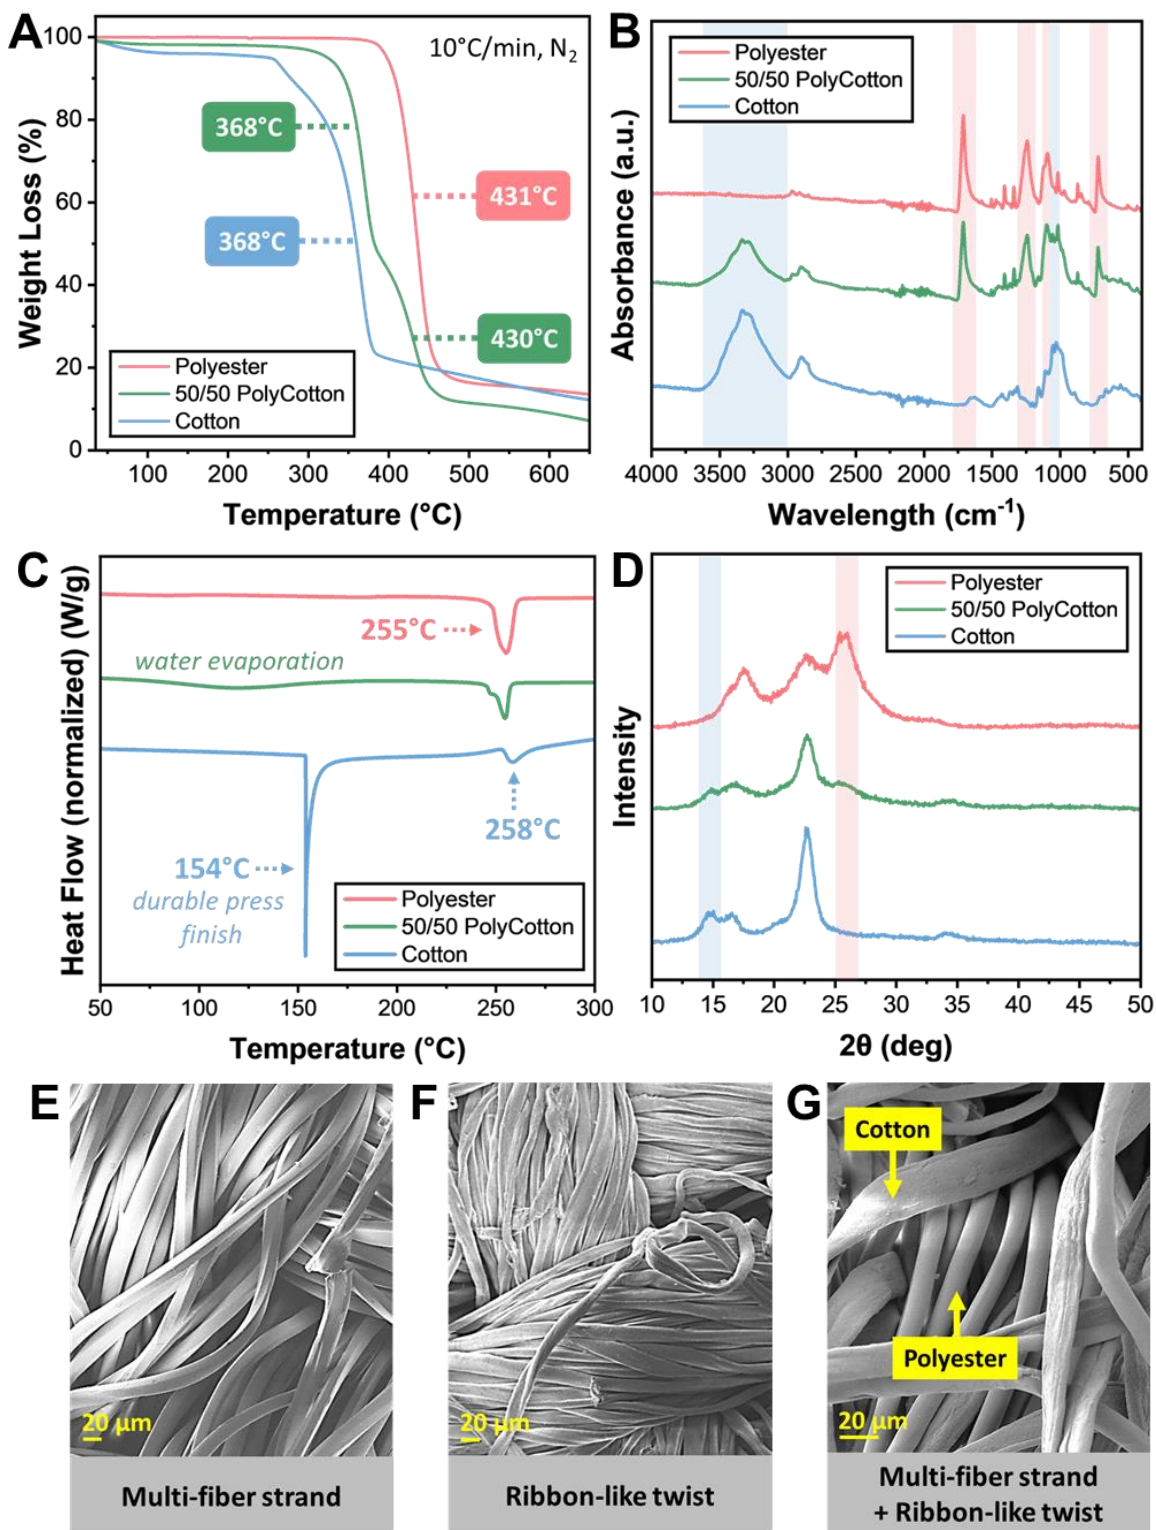 A
100
80
60
40
20
0
Weight Loss (%)
10°C/min, N₂
368°C
431°C
368°C
430°C
Polyester
50/50 PolyCotton
Cotton
100 200 300 400 500 600
Temperature (°C)
B
Absorbance (a.u.)
Polyester
50/50 PolyCotton
Cotton
4000 3500 3000 2500 2000 1500 1000 500
Wavelength (cm⁻¹)
C
Heat Flow (normalized) (W/g)
255°C
water evaporation
258°C
154°C
durable press
finish
Polyester
50/50 PolyCotton
Cotton
50 100 150 200 250 300
Temperature (°C)
D
Intensity
Polyester
50/50 PolyCotton
Cotton
10 15 20 25 30 35 40 45 50
2θ (deg)
E
20 μm
Multi-fiber strand
F
20 μm
Ribbon-like twist
G
Cotton
Polyester
20 μm
Multi-fiber strand
+ Ribbon-like twist